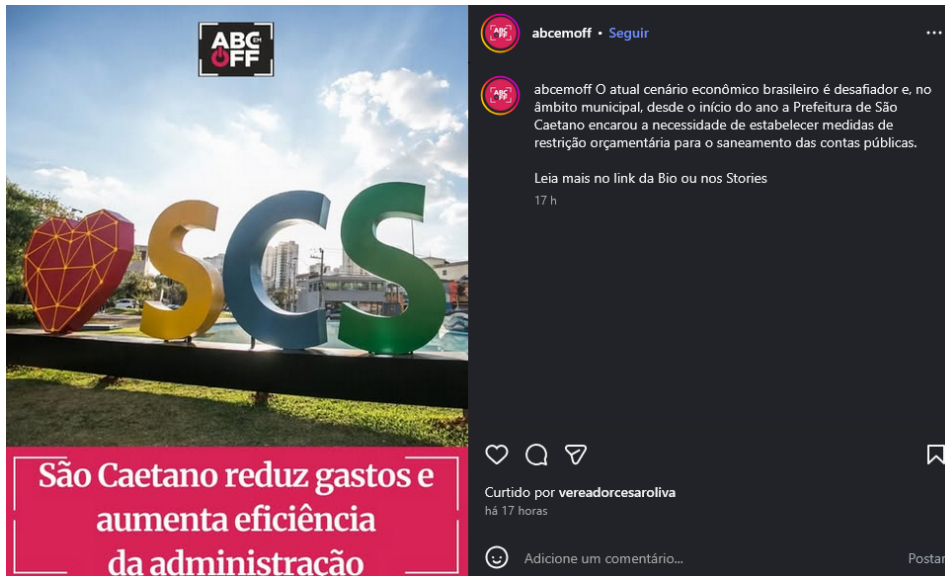 ABC EM
OFF
SCS
São Caetano reduz gastos e
aumenta eficiência
da administração
abcemoff • Seguir
abcemoff O atual cenário econômico brasileiro é desafiador e, no
âmbito municipal, desde o início do ano a Prefeitura de São
Caetano encarou a necessidade de estabelecer medidas de
restrição orçamentária para o saneamento das contas públicas.
Leia mais no link da Bio ou nos Stories
17 h
Curtido por vereadorcesaroliva
há 17 horas
Adicione um comentário...
Postar